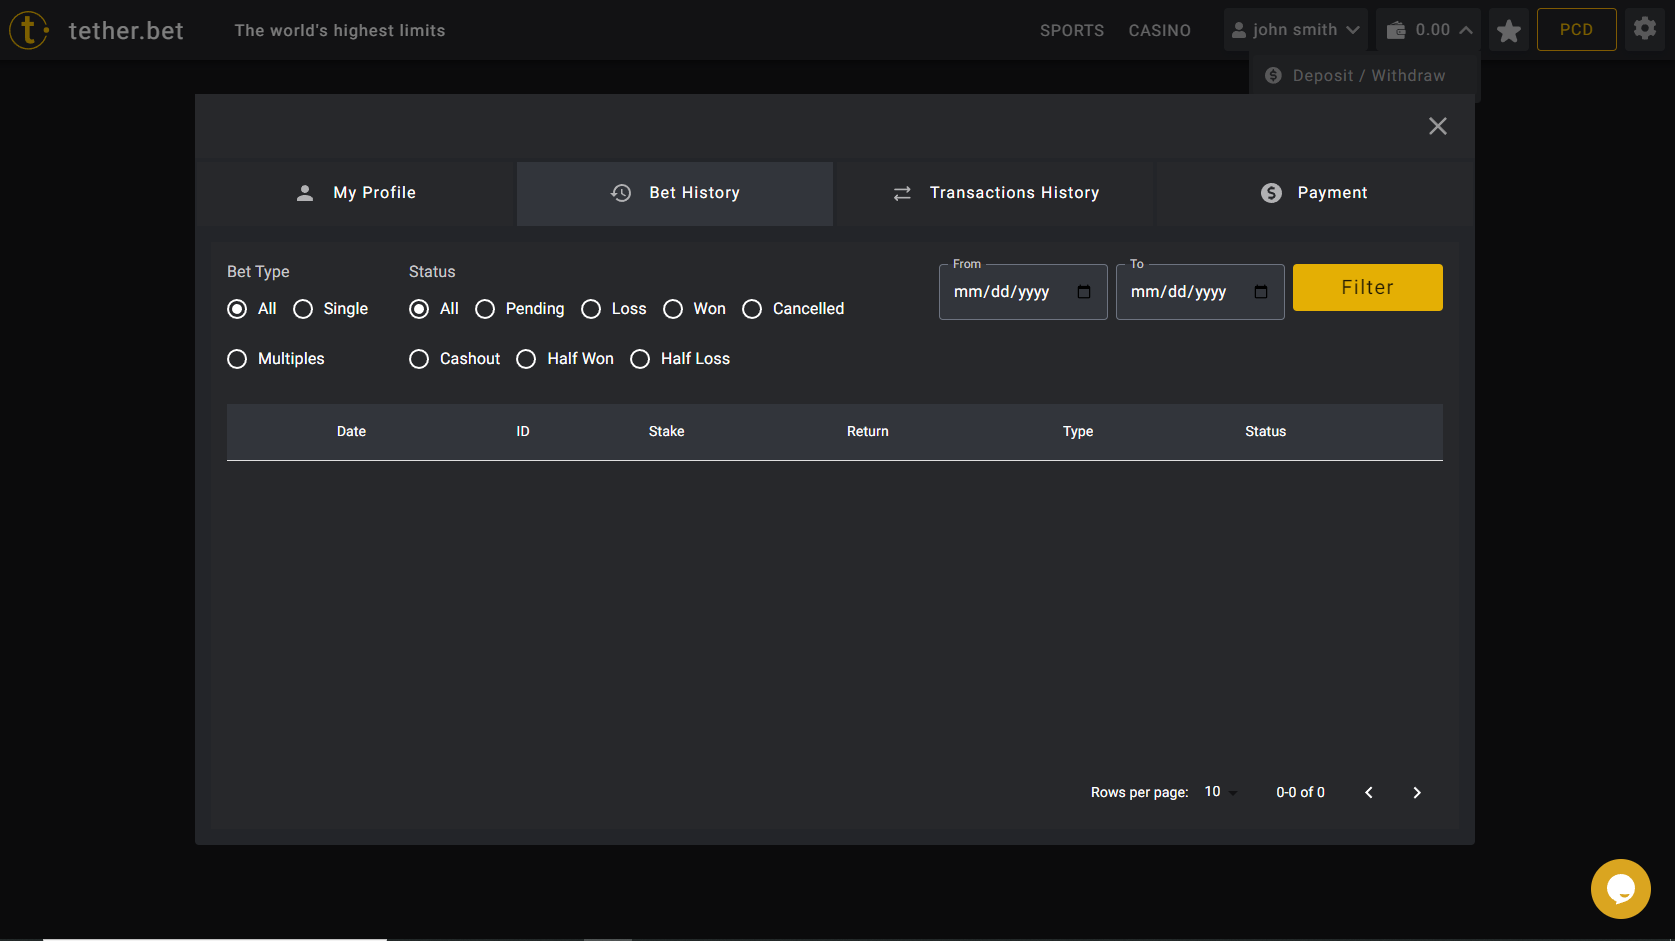 t tether.bet The world's highest limits SPORTS CASINO john smith 0.00 PCD
Deposit / Withdraw
My Profile Bet History Transactions History Payment
Bet Type Status From To
mm/dd/yyyy mm/dd/yyyy Filter
All Single All Pending Loss Won Cancelled
Multiples Cashout Half Won Half Loss
Date ID Stake Return Type Status
Rows per page: 10 0-0 of 0